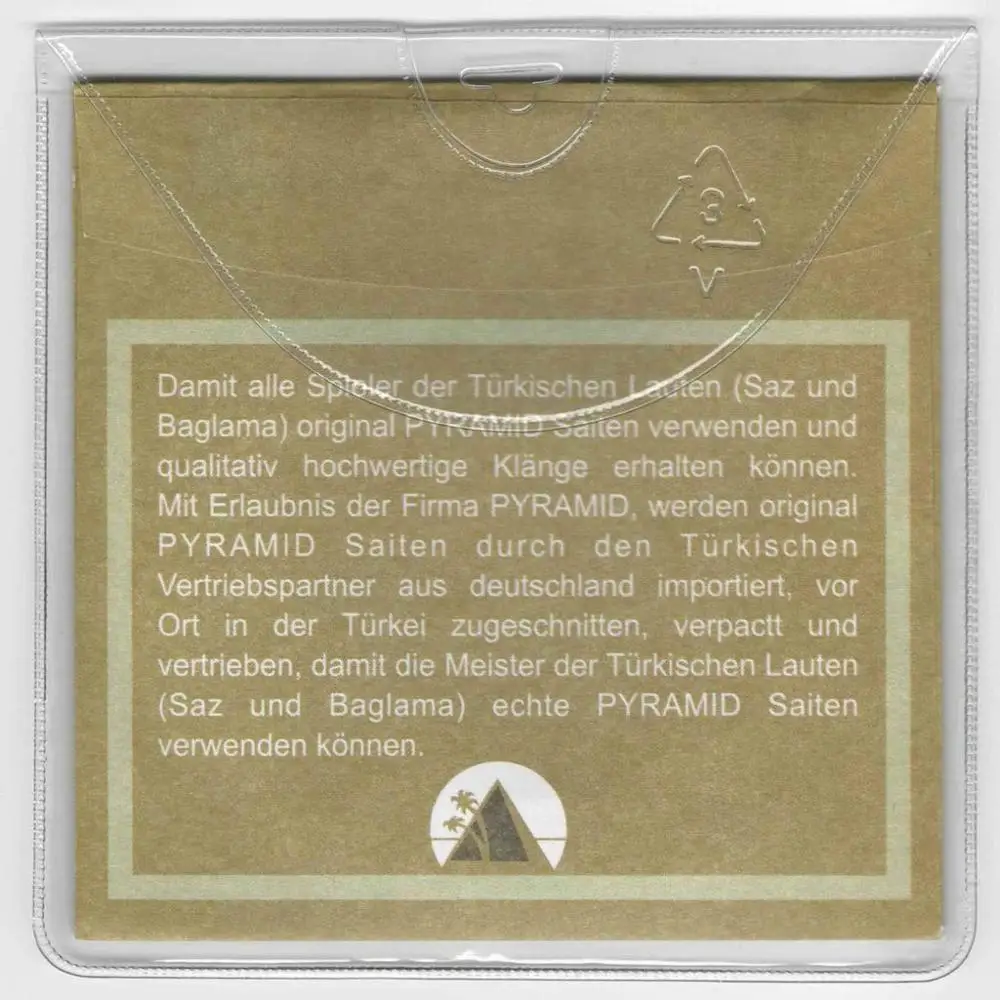 3
V
Damit alle Spieler der Türkischen Lauten (Saz und
Baglama) original PYRAMID Saiten verwenden und
qualitativ hochwertige Klänge erhalten können.
Mit Erlaubnis der Firma PYRAMID, werden original
PYRAMID Saiten durch den Türkischen
Vertriebspartner aus deutschland importiert, vor
Ort in der Türkei zugeschnitten, verpactt und
vertrieben, damit die Meister der Türkischen Lauten
(Saz und Baglama) echte PYRAMID Saiten
verwenden können.